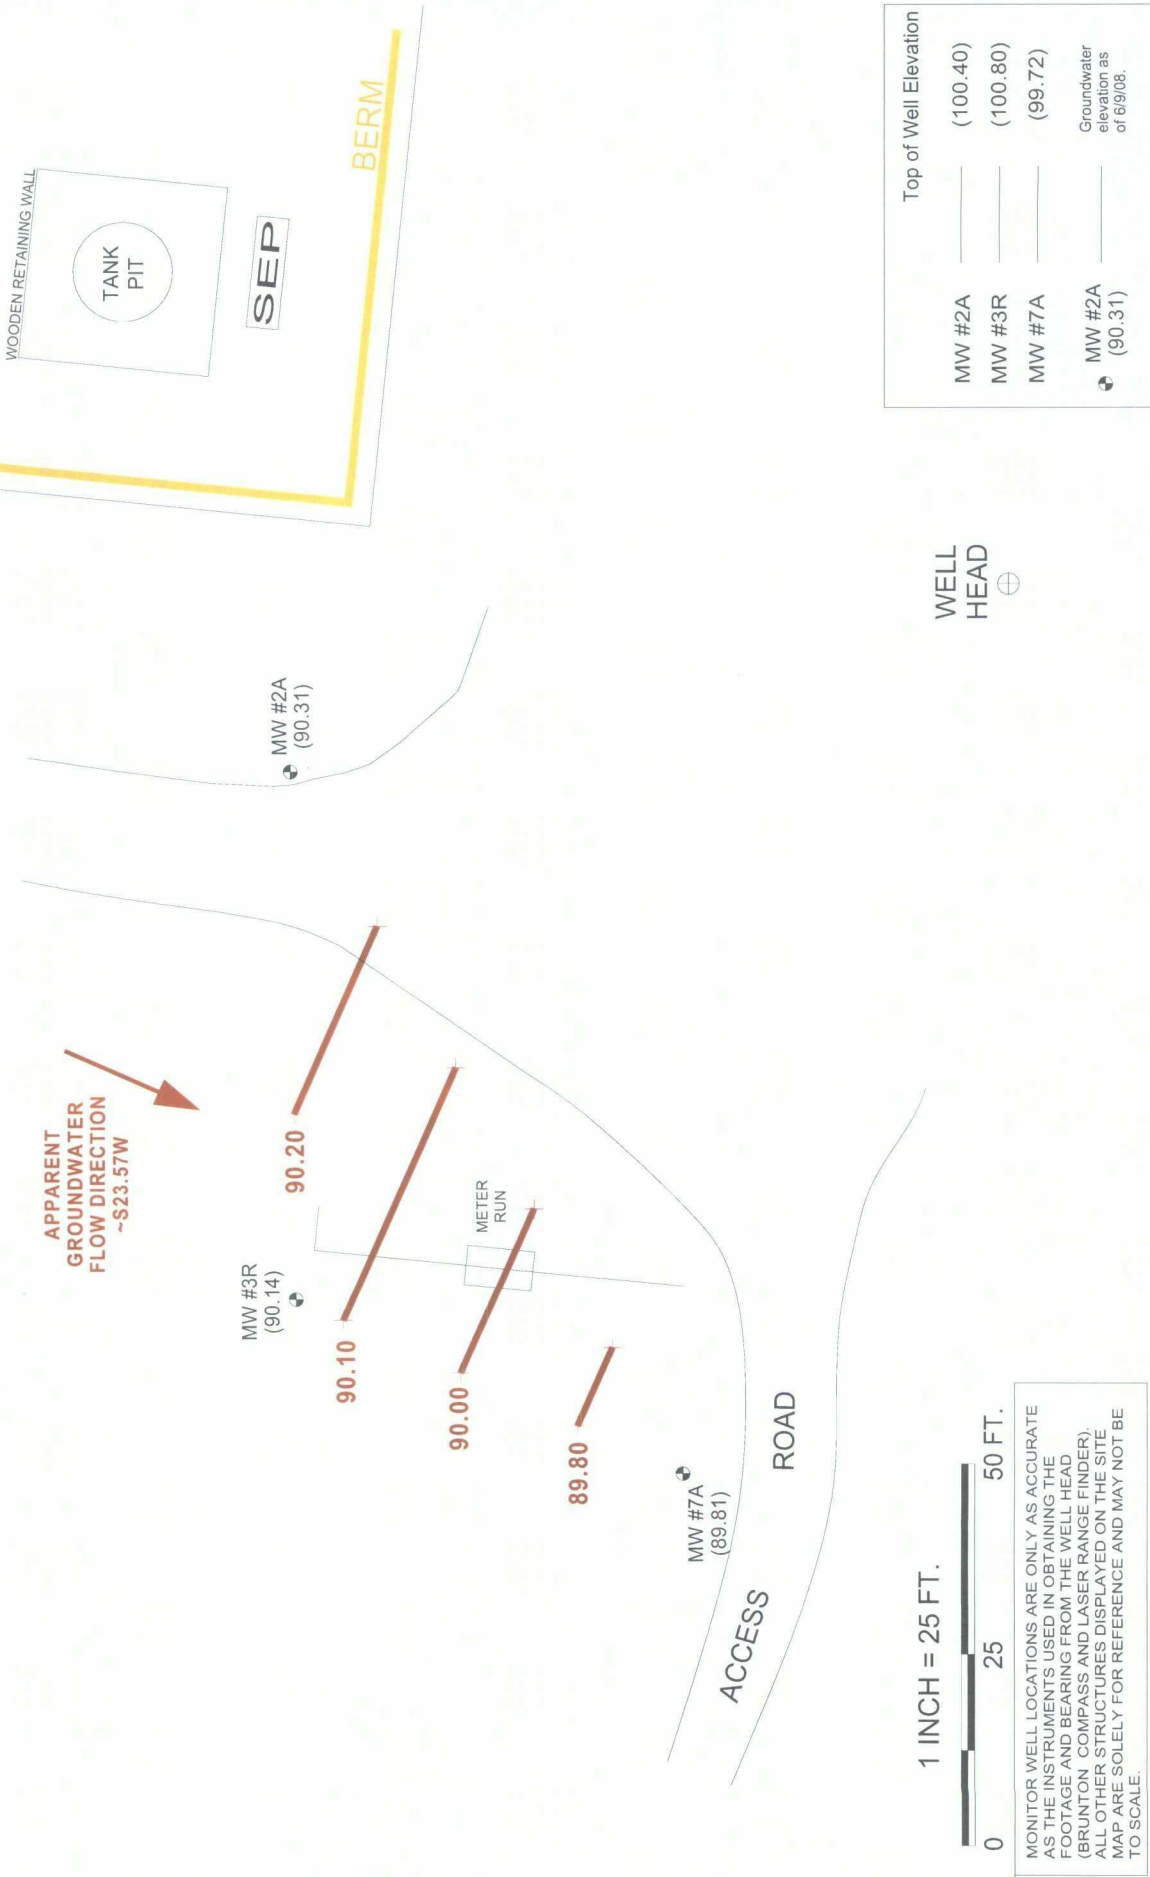 WOODEN RETAINING WALL
TANK
PIT
SEP
BERM
MW #2A
(90.31)
APPARENT
GROUNDWATER
FLOW DIRECTION
~S23.57W
90.20
MW #3R
(90.14)
90.10
METER
RUN
90.00
89.80
MW #7A
(89.81)
ACCESS
ROAD
WELL
HEAD
Top of Well Elevation
MW #2A (100.40)
MW #3R (100.80)
MW #7A (99.72)
MW #2A
(90.31)
Groundwater
elevation as
of 6/9/08.
1 INCH = 25 FT.
0 25 50 FT.
MONITOR WELL LOCATIONS ARE ONLY AS ACCURATE
AS THE INSTRUMENTS USED IN OBTAINING THE
FOOTAGE AND BEARING FROM THE WELL HEAD
(BRUNTON COMPASS AND LASER RANGE FINDER).
ALL OTHER STRUCTURES DISPLAYED ON THE SITE
MAP ARE SOLELY FOR REFERENCE AND MAY NOT BE
TO SCALE.